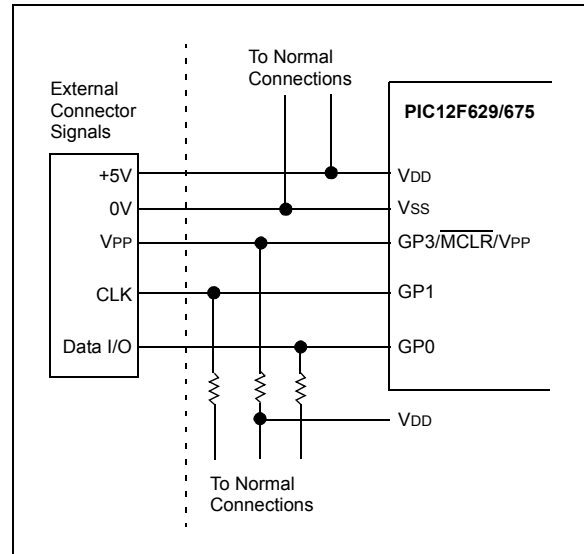 To Normal
Connections
External
Connector
Signals
PIC12F629/675
+5V
VDD
0V
VSS
VPP
GP3/MCLR/VPP
CLK
GP1
Data I/O
GP0
VDD
To Normal
Connections